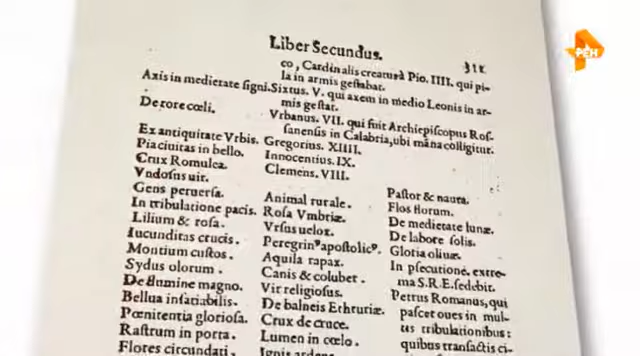 Liber Secundus.
311
co, Cardinalis creaturâ Pio. IIII. qui pi-
la in armis gestabat.
Axis in medietate signi. Sixtus. V. qui axem in medio Leonis in ar-
mis gestat.
De rore cœli.
Vrbanus. VII. qui fuit Archiepiscopus Ros-
sanensis in Calabria, ubi māna colligitur.
Ex antiquitate Vrbis. Gregorius. XIIII.
Pia ciuitas in bello. Innocentius. IX.
Crux Romulea. Clemens. VIII.
Vndosus uir.
Gens peruersa.
In tribulatione pacis.
Lilium & rosa.
Iucunditas crucis.
Montium custos.
Sydus olorum.
De flumine magno.
Bellua insatiabilis.
Pœnitentia gloriosa.
Rastrum in porta.
Flores circundati.
Animal rurale.
Rosa Vmbriæ.
Vrsus uelox.
Peregrin⁹ apostolic⁹.
Aquila rapax.
Canis & coluber.
Vir religiosus.
De balneis Ethruriæ.
Crux de cruce.
Lumen in cœlo.
Ignis ardens.
Pastor & nauta.
Flos florum.
De medietate lunæ.
De labore solis.
Gloria oliuæ.
In psecutione. extre-
ma S.R.E. sedebit.
Petrus Romanus, qui
pascet oues in mul-
tis tribulationibus:
quibus transactis ci-
РЕН